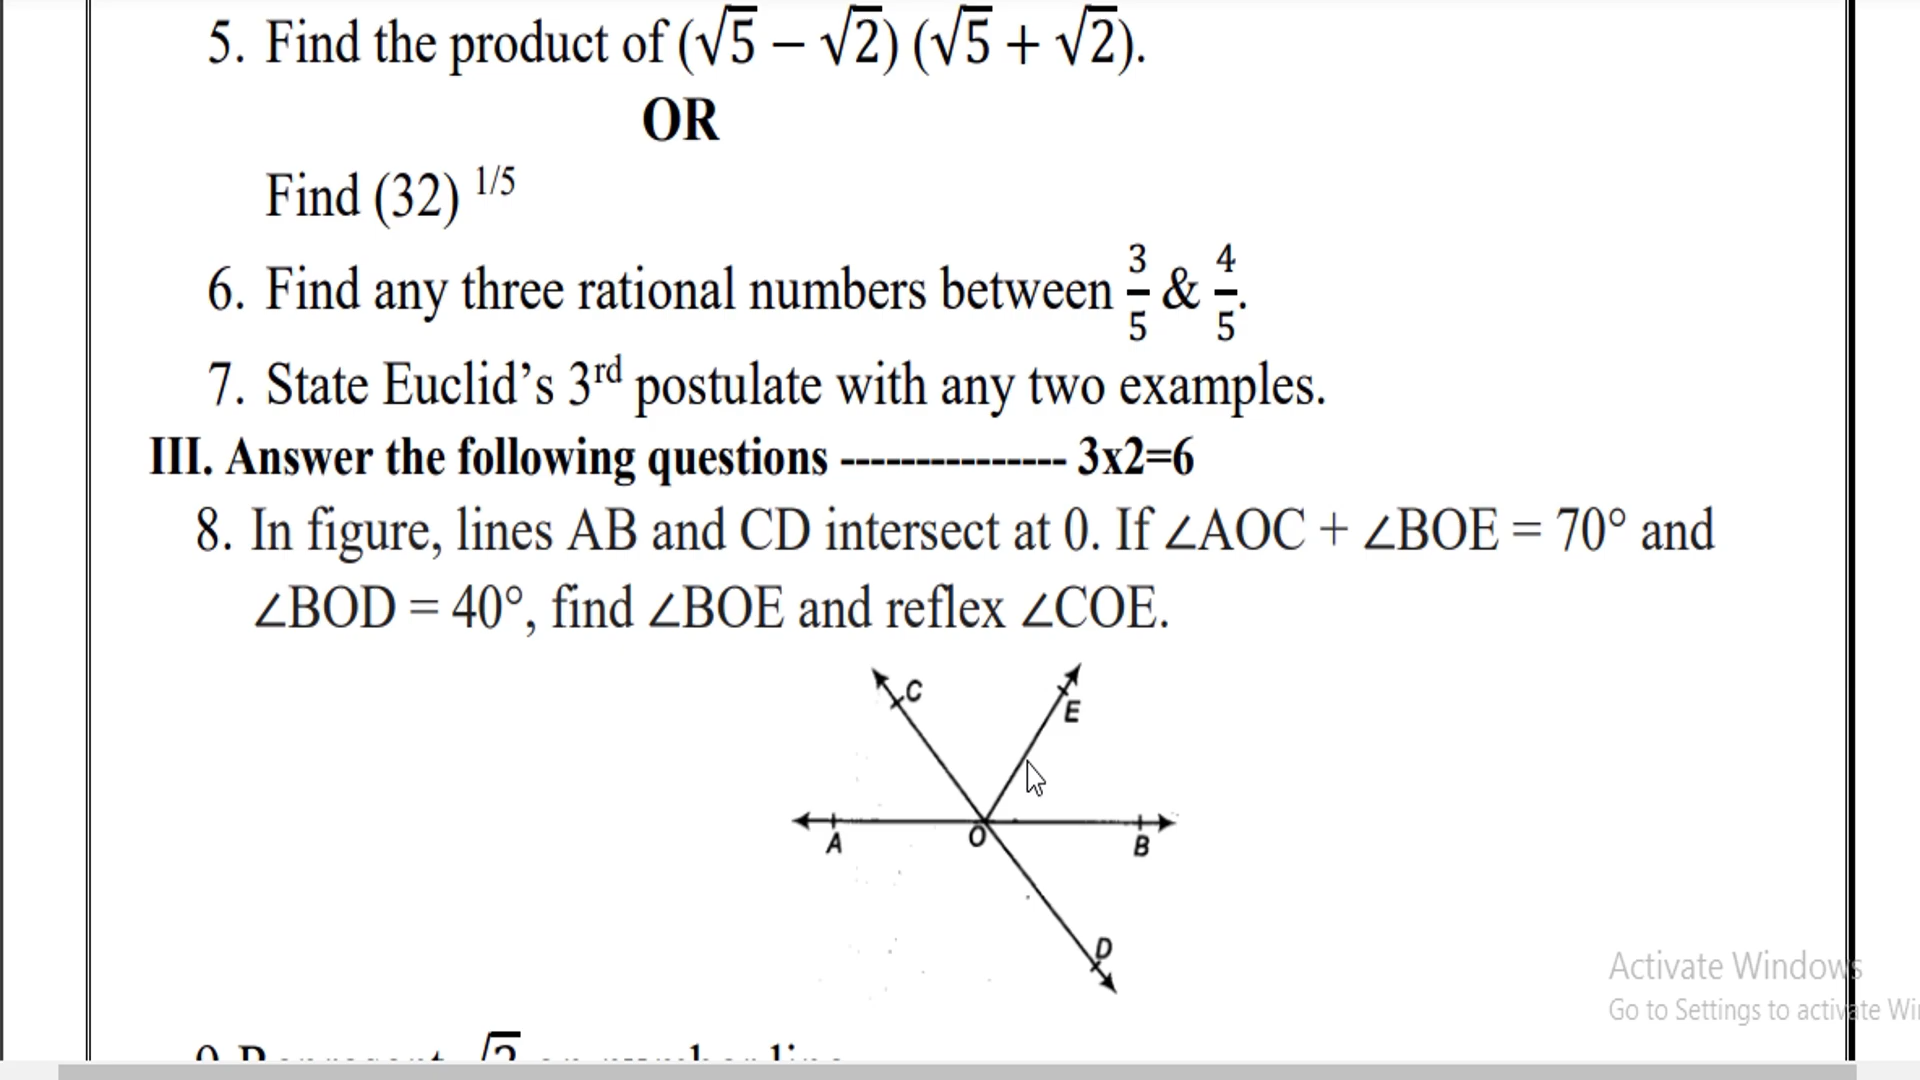 5. Find the product of (√5 – √2) (√5 + √2).
OR
Find (32) 1/5
6. Find any three rational numbers between 3/5 & 4/5.
7. State Euclid’s 3rd postulate with any two examples.
III. Answer the following questions --------------- 3x2=6
8. In figure, lines AB and CD intersect at 0. If ∠AOC + ∠BOE = 70° and
∠BOD = 40°, find ∠BOE and reflex ∠COE.
C
E
A
O
B
D
Activate Windows
Go to Settings to activate Wi